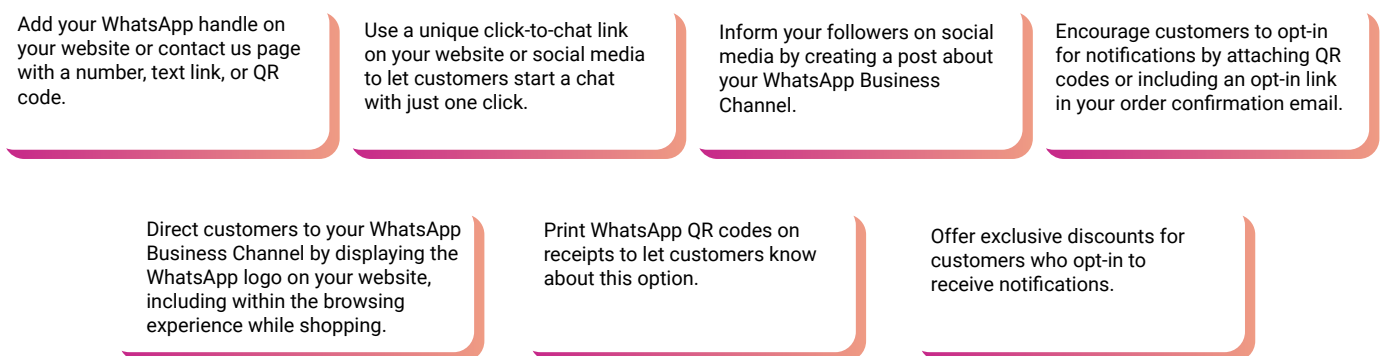 Add your WhatsApp handle on
your website or contact us page
with a number, text link, or QR
code.
Use a unique click-to-chat link
on your website or social media
to let customers start a chat
with just one click.
Inform your followers on social
media by creating a post about
your WhatsApp Business
Channel.
Encourage customers to opt-in
for notifications by attaching QR
codes or including an opt-in link
in your order confirmation email.
Direct customers to your WhatsApp
Business Channel by displaying the
WhatsApp logo on your website,
including within the browsing
experience while shopping.
Print WhatsApp QR codes on
receipts to let customers know
about this option.
Offer exclusive discounts for
customers who opt-in to
receive notifications.